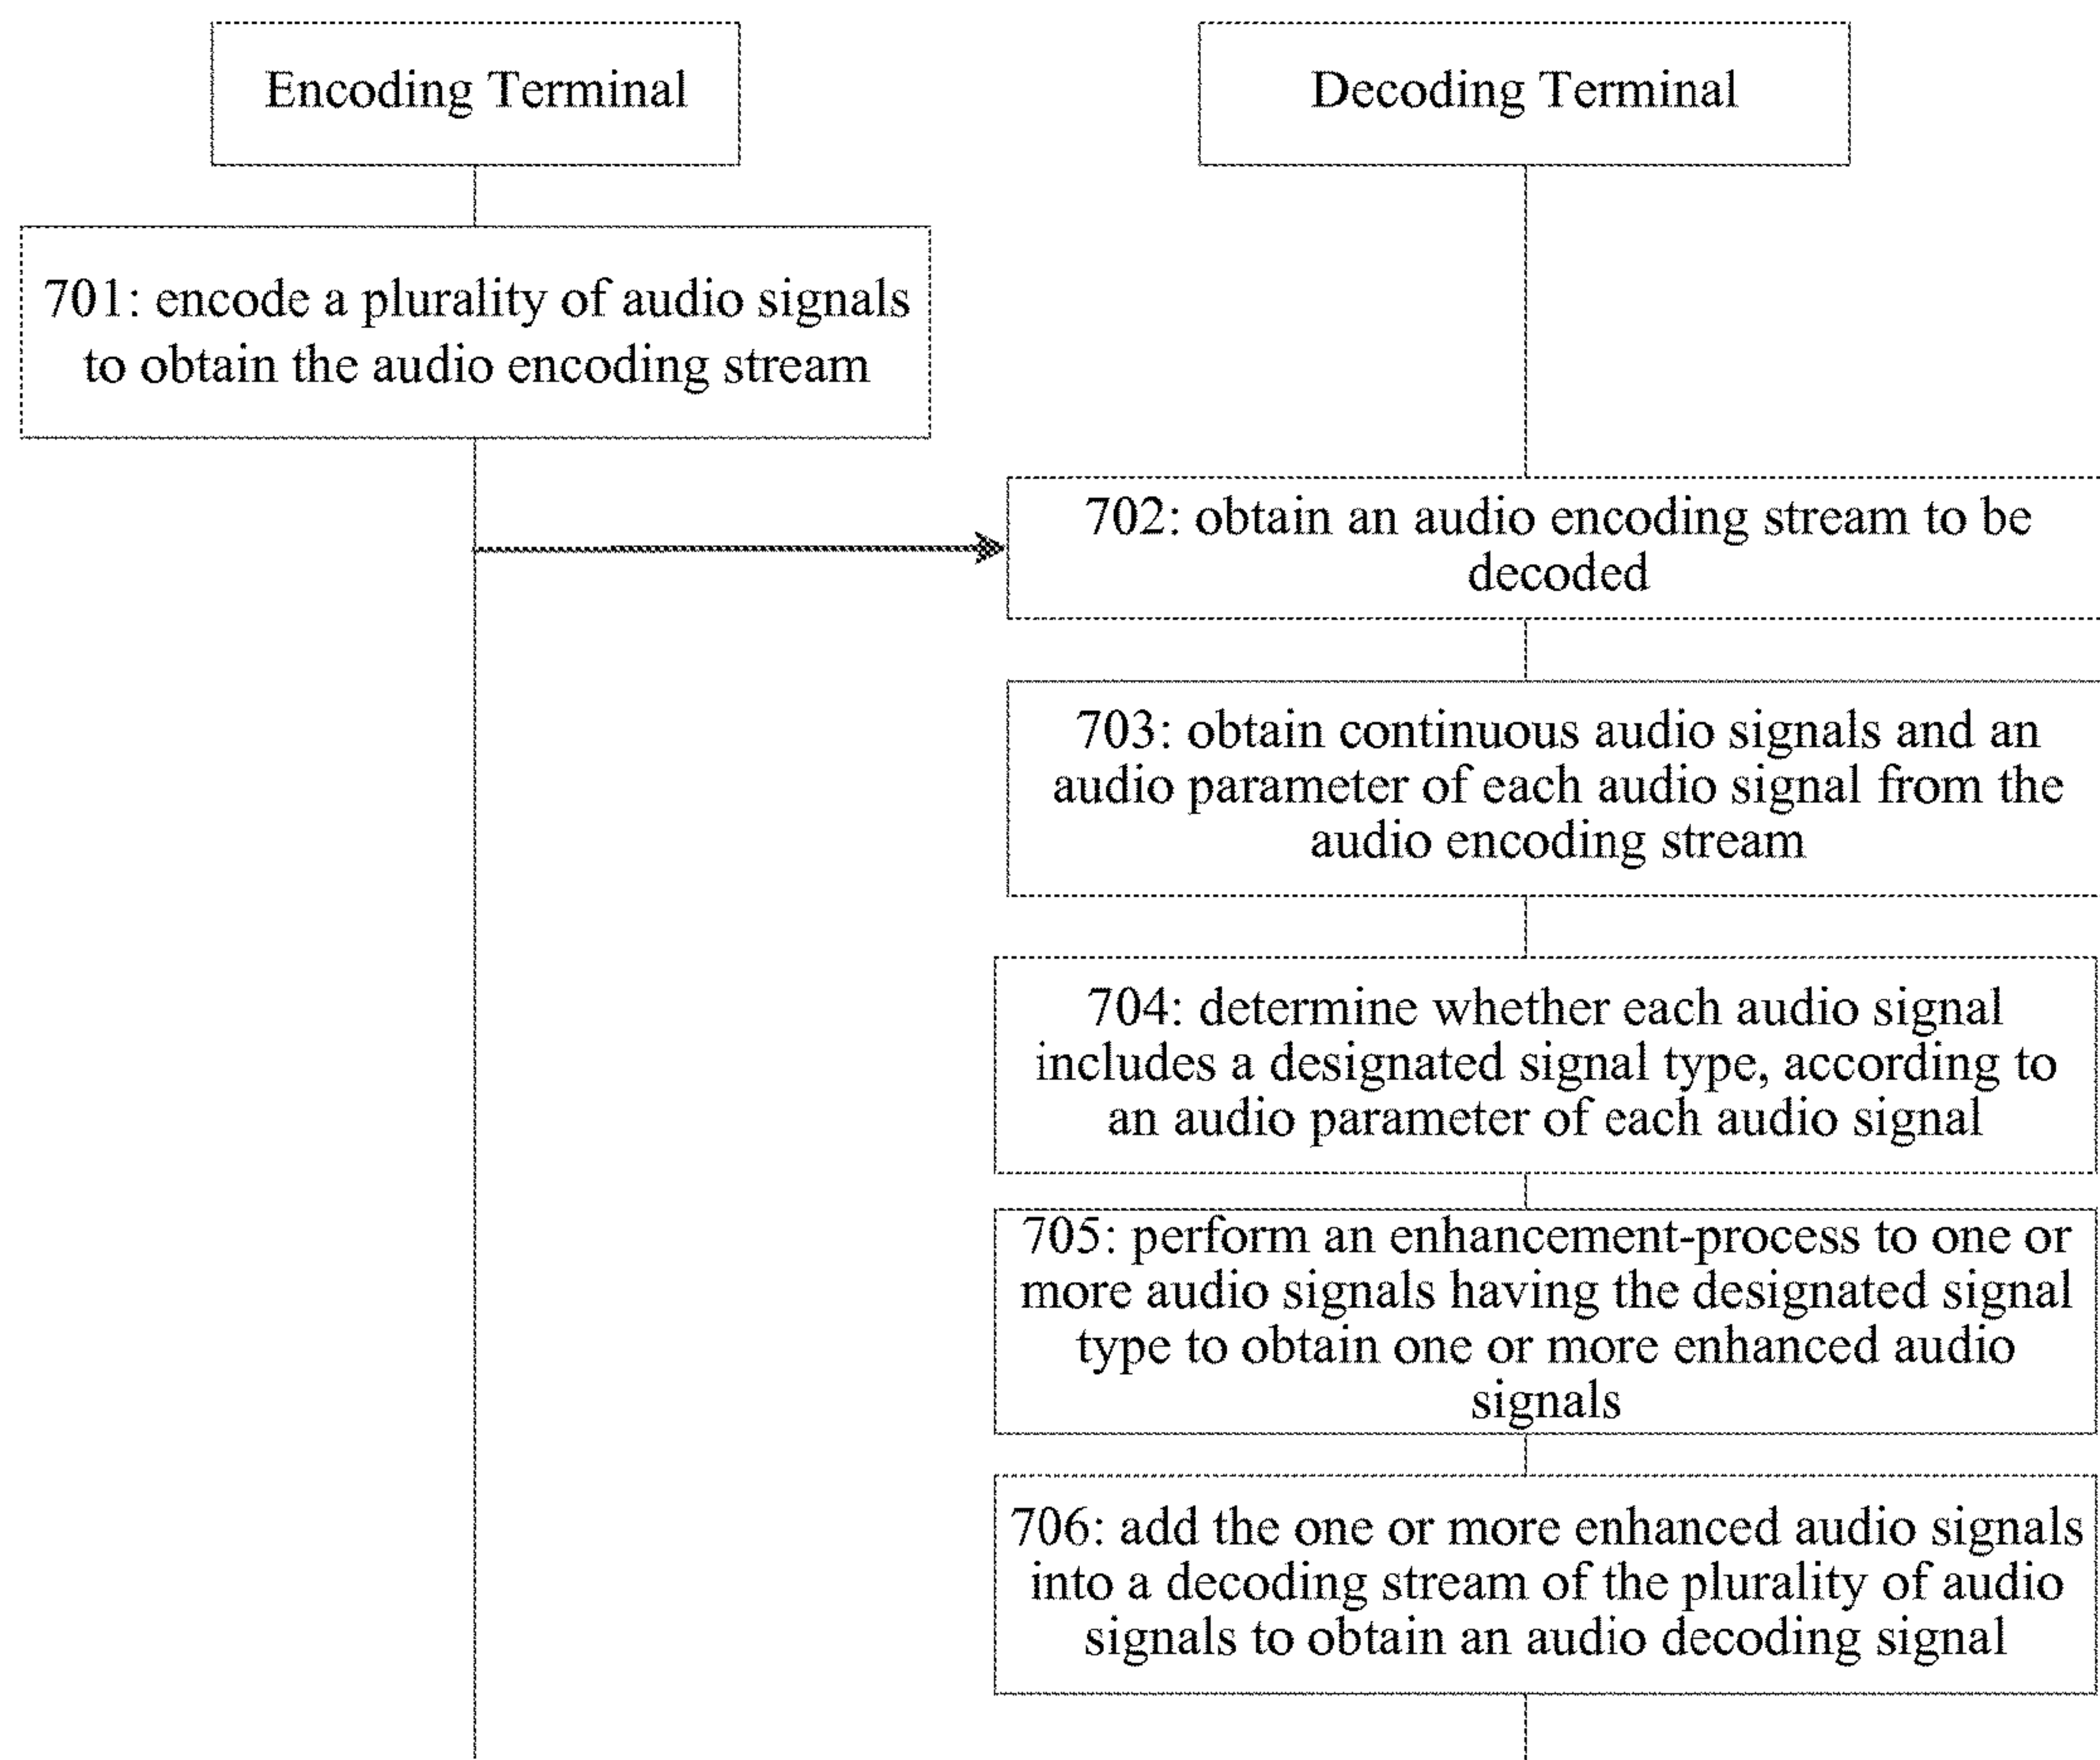 Encoding Terminal
Decoding Terminal
701: encode a plurality of audio signals
to obtain the audio encoding stream
702: obtain an audio encoding stream to be
decoded
703: obtain continuous audio signals and an
audio parameter of each audio signal from the
audio encoding stream
704: determine whether each audio signal
includes a designated signal type, according to
an audio parameter of each audio signal
705: perform an enhancement-process to one or
more audio signals having the designated signal
type to obtain one or more enhanced audio
signals
706: add the one or more enhanced audio signals
into a decoding stream of the plurality of audio
signals to obtain an audio decoding signal